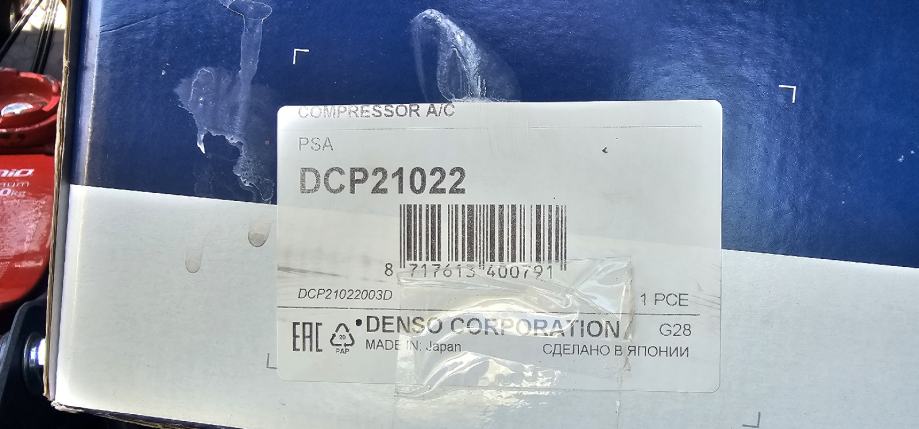 COMPRESSOR A/C
PSA
DCP21022
8 717613 400791
DCP21022003D
1 PCE
EAC
20
PAP
DENSO CORPORATION
G28
MADE IN: Japan
СДЕЛАНО В ЯПОНИИ